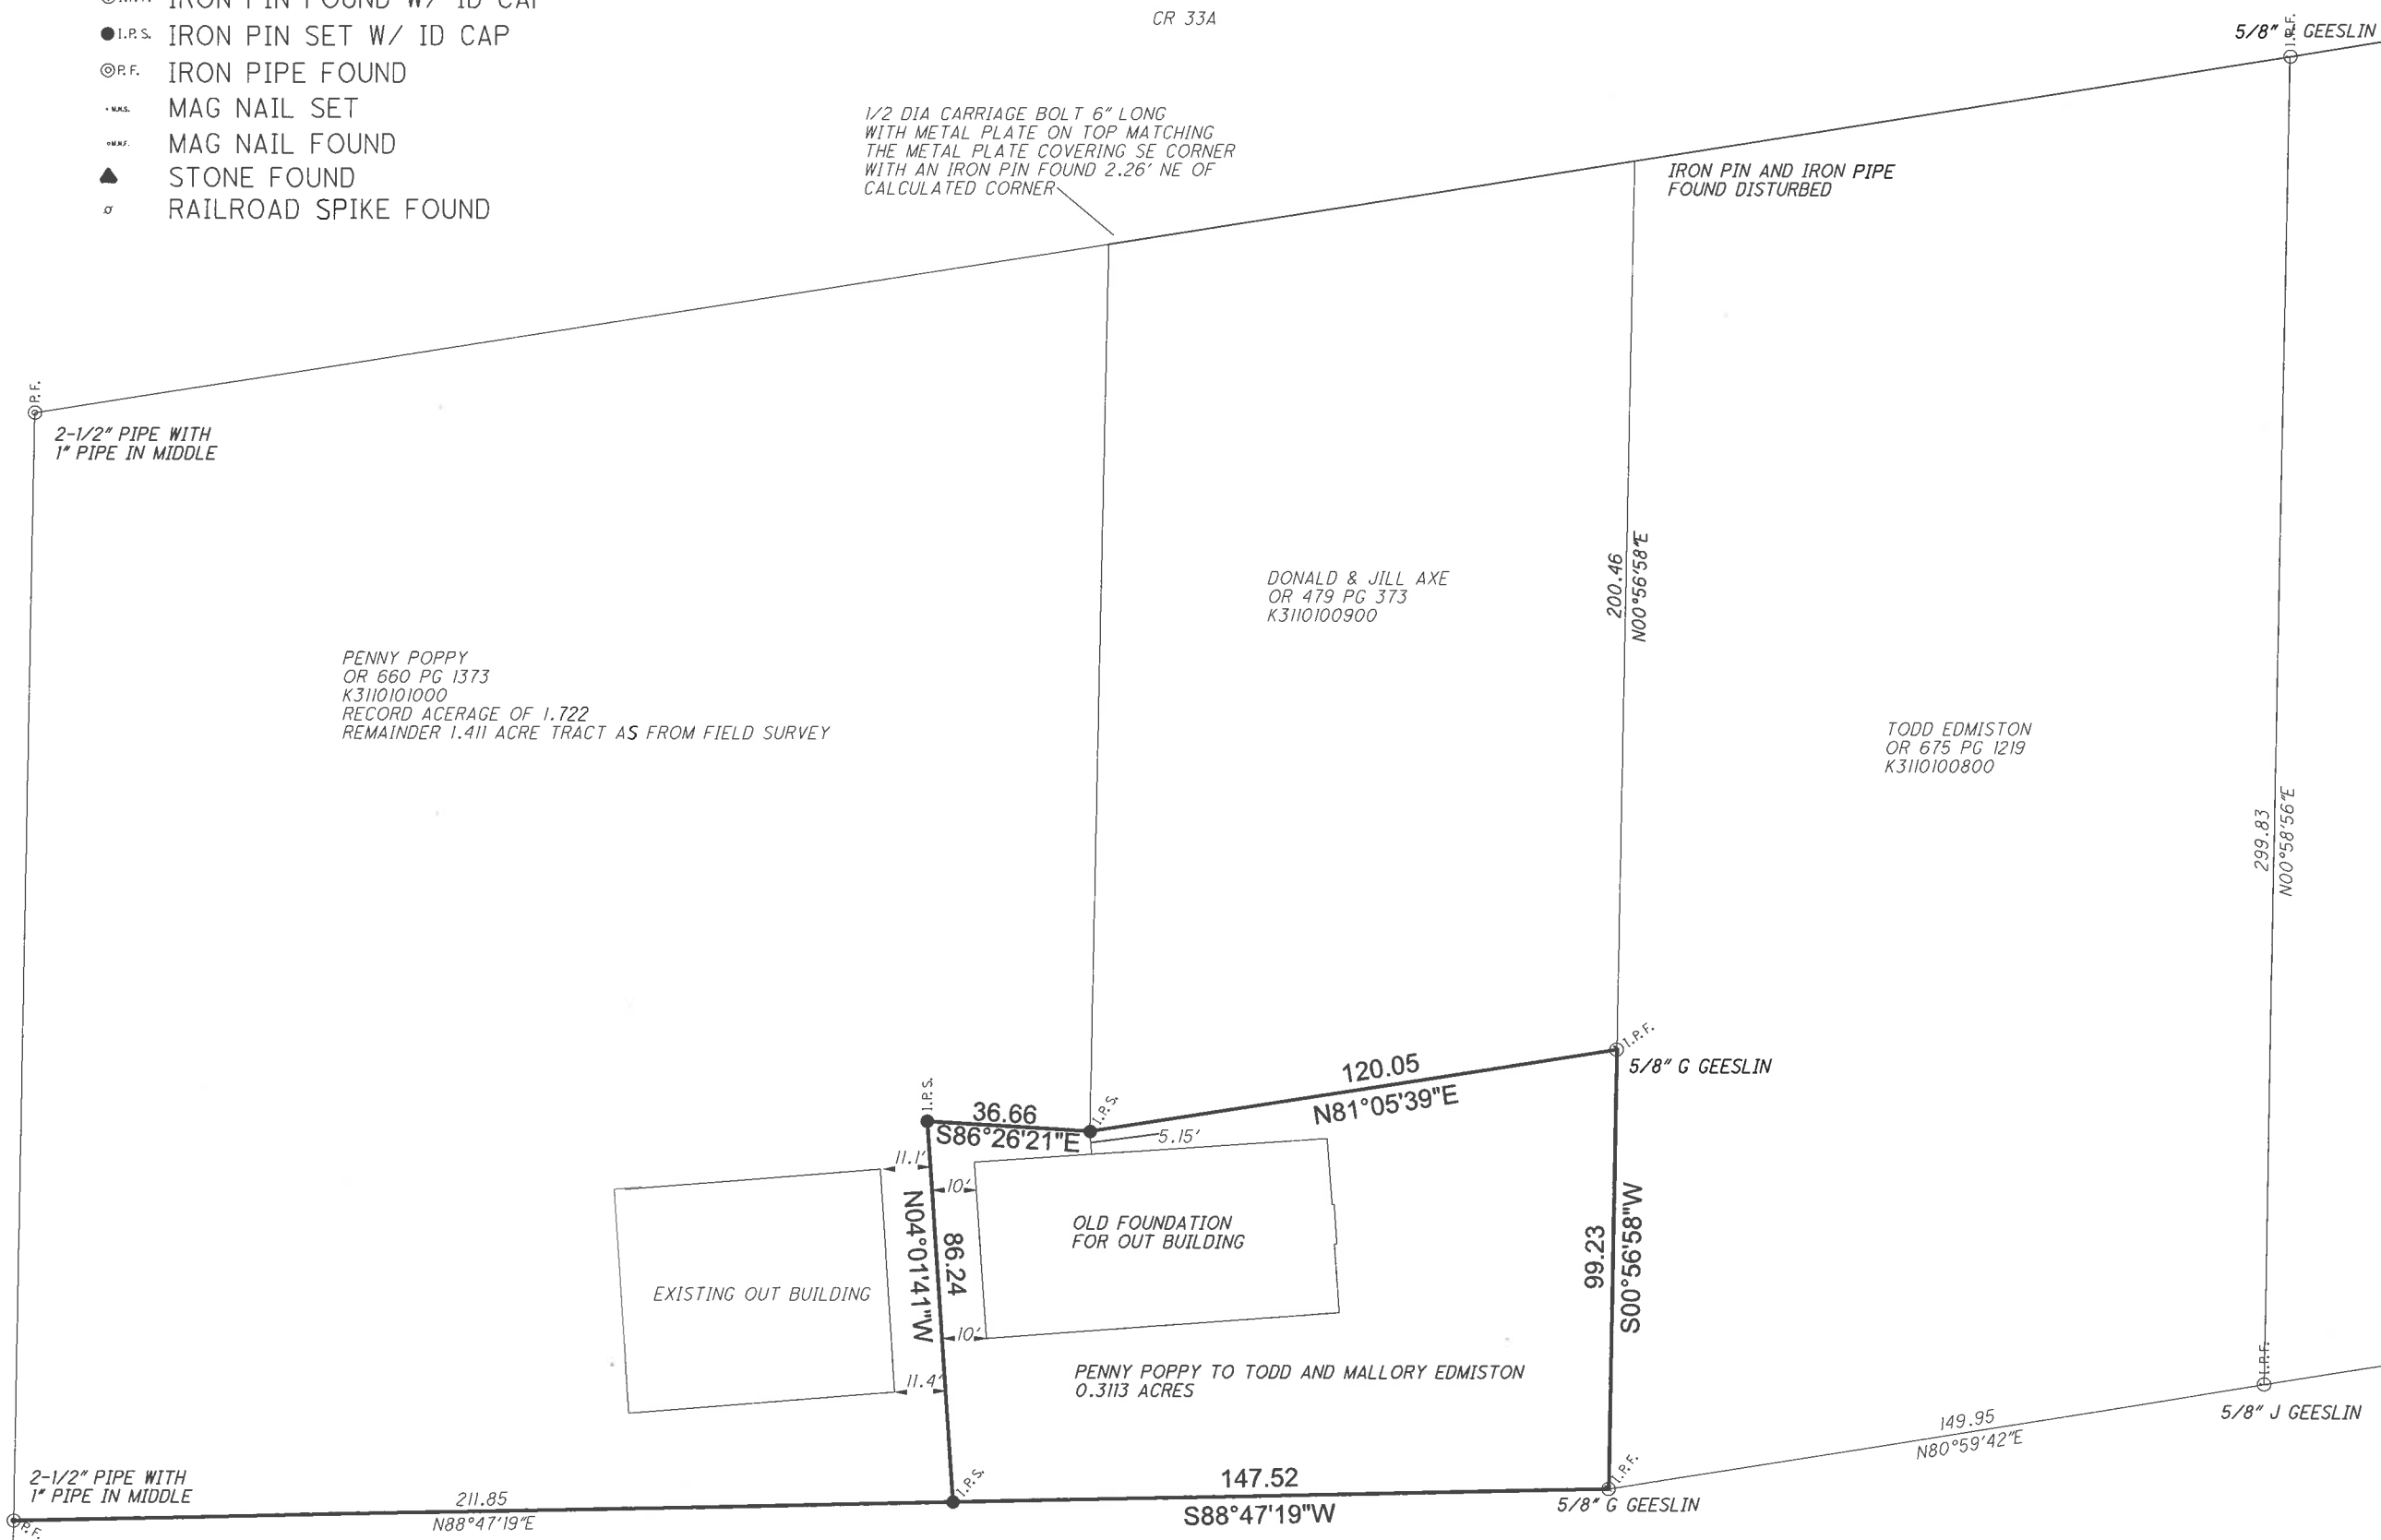 IRON PIN FOUND W/ ID CAP
I.P.S. IRON PIN SET W/ ID CAP
P.F. IRON PIPE FOUND
M.N.S. MAG NAIL SET
M.N.F. MAG NAIL FOUND
STONE FOUND
RAILROAD SPIKE FOUND
CR 33A
5/8" GEESLIN
I.P.F.
1/2 DIA CARRIAGE BOLT 6" LONG
WITH METAL PLATE ON TOP MATCHING
THE METAL PLATE COVERING SE CORNER
WITH AN IRON PIN FOUND 2.26' NE OF
CALCULATED CORNER
IRON PIN AND IRON PIPE
FOUND DISTURBED
P.F.
2-1/2" PIPE WITH
1" PIPE IN MIDDLE
200.46
N00°56'58"E
DONALD & JILL AXE
OR 479 PG 373
K3110100900
PENNY POPPY
OR 660 PG 1373
K3110101000
RECORD ACERAGE OF 1.722
REMAINDER 1.411 ACRE TRACT AS FROM FIELD SURVEY
TODD EDMISTON
OR 675 PG 1219
K3110100800
299.83
N00°58'56"E
I.P.F.
5/8" G GEESLIN
120.05
N81°05'39"E
I.P.S.
36.66
S86°26'21"E
I.P.S.
5.15'
11.1'
10'
N04°01'41"W
86.24
OLD FOUNDATION
FOR OUT BUILDING
EXISTING OUT BUILDING
10'
11.4'
99.23
S00°56'58"W
PENNY POPPY TO TODD AND MALLORY EDMISTON
0.3113 ACRES
I.P.F.
5/8" J GEESLIN
149.95
N80°59'42"E
2-1/2" PIPE WITH
1" PIPE IN MIDDLE
P.F.
211.85
N88°47'19"E
I.P.S.
147.52
S88°47'19"W
I.P.F.
5/8" G GEESLIN